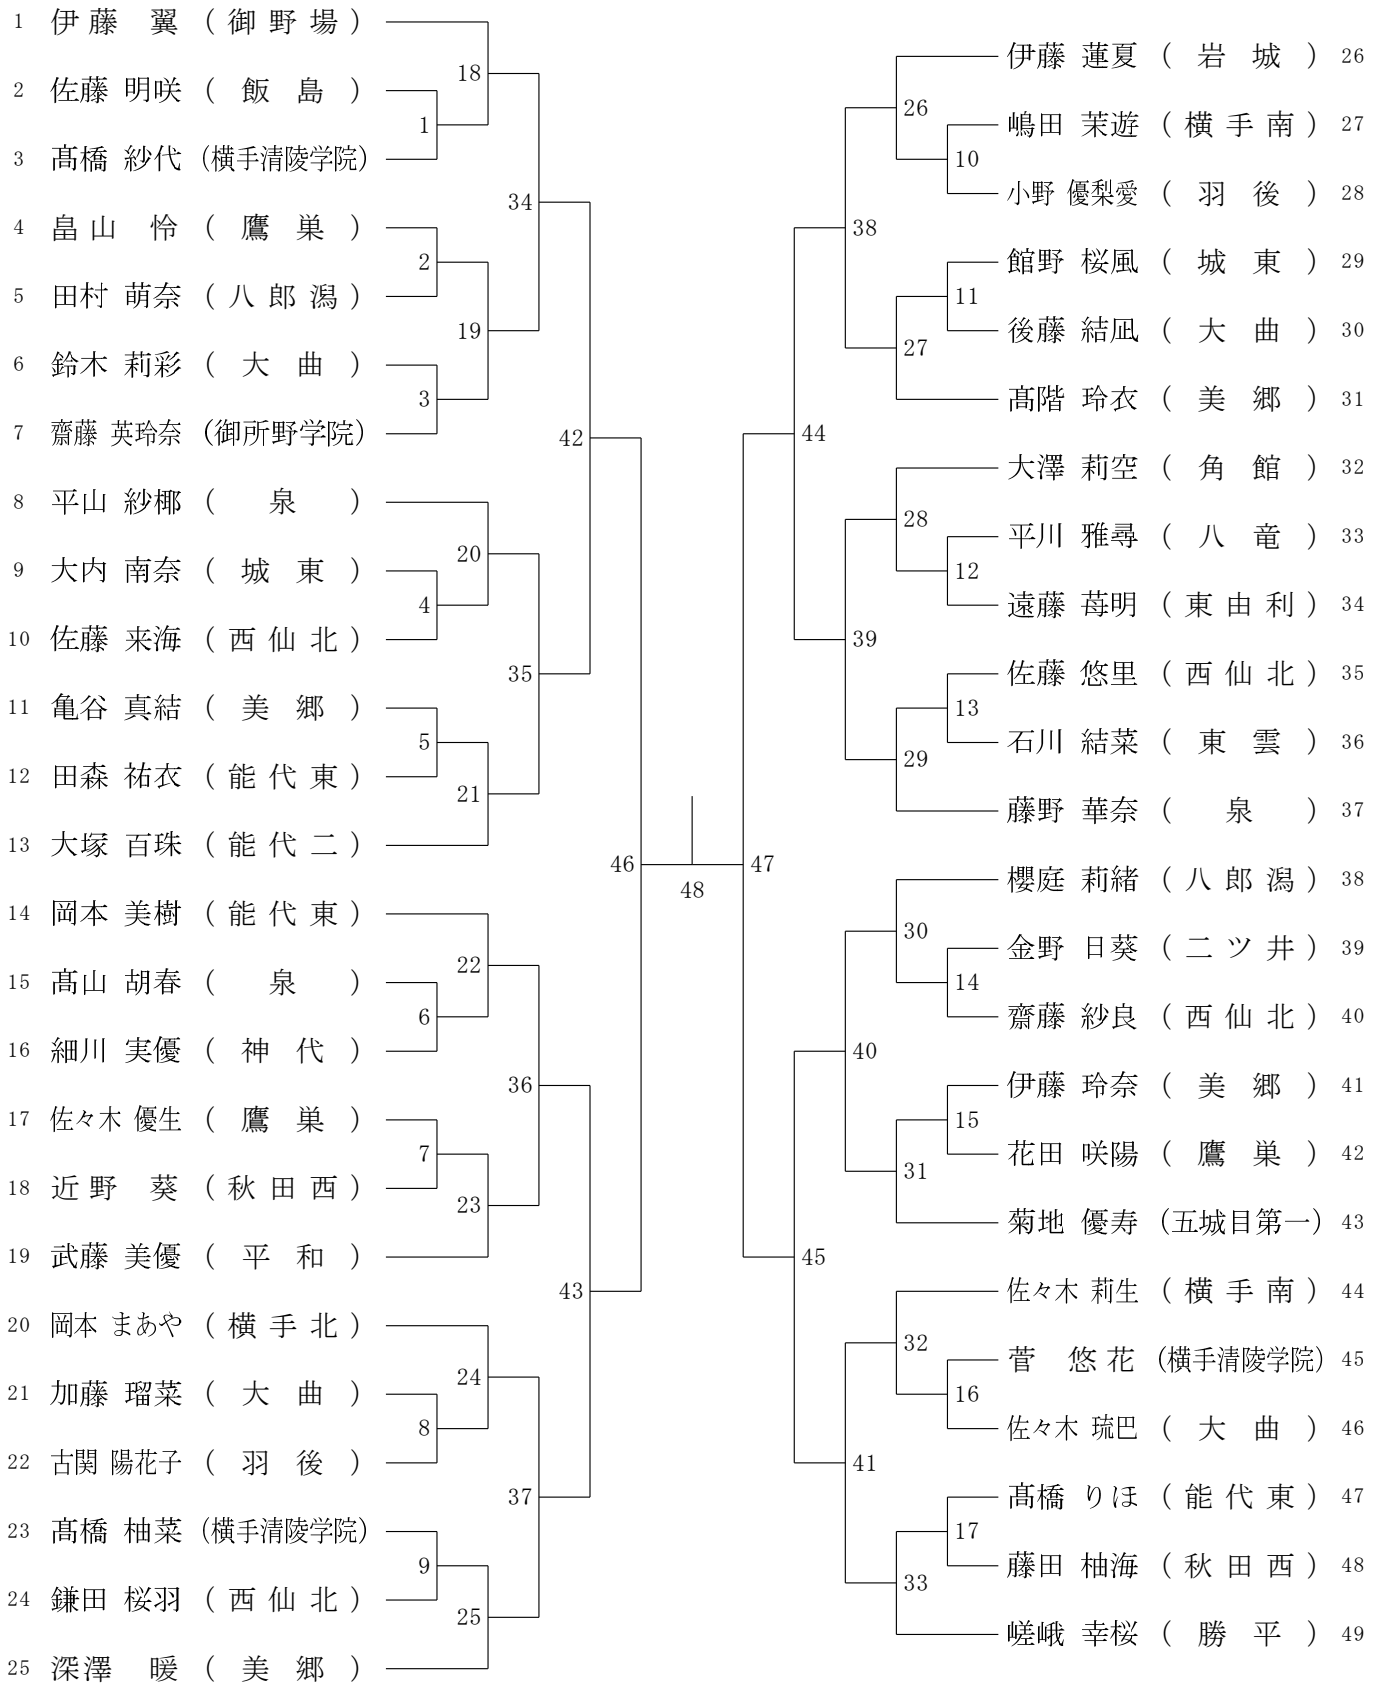 1 伊藤 翼 (御野場)
2 佐藤 明咲 (飯島)
3 髙橋 紗代 (横手清陵学院)
4 畠山 怜 (鷹巣)
5 田村 萌奈 (八郎潟)
6 鈴木 莉彩 (大曲)
7 齋藤 英玲奈 (御所野学院)
8 平山 紗椰 (泉)
9 大内 南奈 (城東)
10 佐藤 来海 (西仙北)
11 亀谷 真結 (美郷)
12 田森 祐衣 (能代東)
13 大塚 百珠 (能代二)
14 岡本 美樹 (能代東)
15 髙山 胡春 (泉)
16 細川 実優 (神代)
17 佐々木 優生 (鷹巣)
18 近野 葵 (秋田西)
19 武藤 美優 (平和)
20 岡本 まあや (横手北)
21 加藤 瑠菜 (大曲)
22 古関 陽花子 (羽後)
23 髙橋 柚菜 (横手清陵学院)
24 鎌田 桜羽 (西仙北)
25 深澤 暖 (美郷)
1
2
3
4
5
6
7
8
9
18
19
20
21
22
23
24
25
34
35
36
37
42
43
46
48
47
44
45
38
39
40
41
26
27
28
29
30
31
32
33
10
11
12
13
14
15
16
17
伊藤 蓮夏 (岩城) 26
嶋田 茉遊 (横手南) 27
小野 優梨愛 (羽後) 28
館野 桜風 (城東) 29
後藤 結凪 (大曲) 30
髙階 玲衣 (美郷) 31
大澤 莉空 (角館) 32
平川 雅尋 (八竜) 33
遠藤 苺明 (東由利) 34
佐藤 悠里 (西仙北) 35
石川 結菜 (東雲) 36
藤野 華奈 (泉) 37
櫻庭 莉緒 (八郎潟) 38
金野 日葵 (二ツ井) 39
齋藤 紗良 (西仙北) 40
伊藤 玲奈 (美郷) 41
花田 咲陽 (鷹巣) 42
菊地 優寿 (五城目第一) 43
佐々木 莉生 (横手南) 44
菅 悠花 (横手清陵学院) 45
佐々木 琉巴 (大曲) 46
髙橋 りほ (能代東) 47
藤田 柚海 (秋田西) 48
嵯峨 幸桜 (勝平) 49